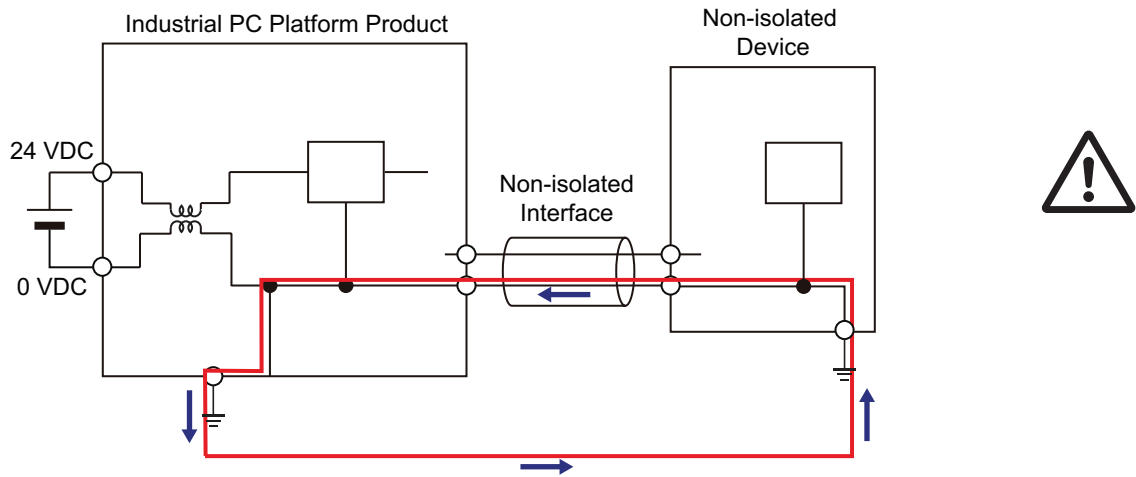 Industrial PC Platform Product
Non-isolated
Device
24 VDC
Non-isolated
Interface
0 VDC